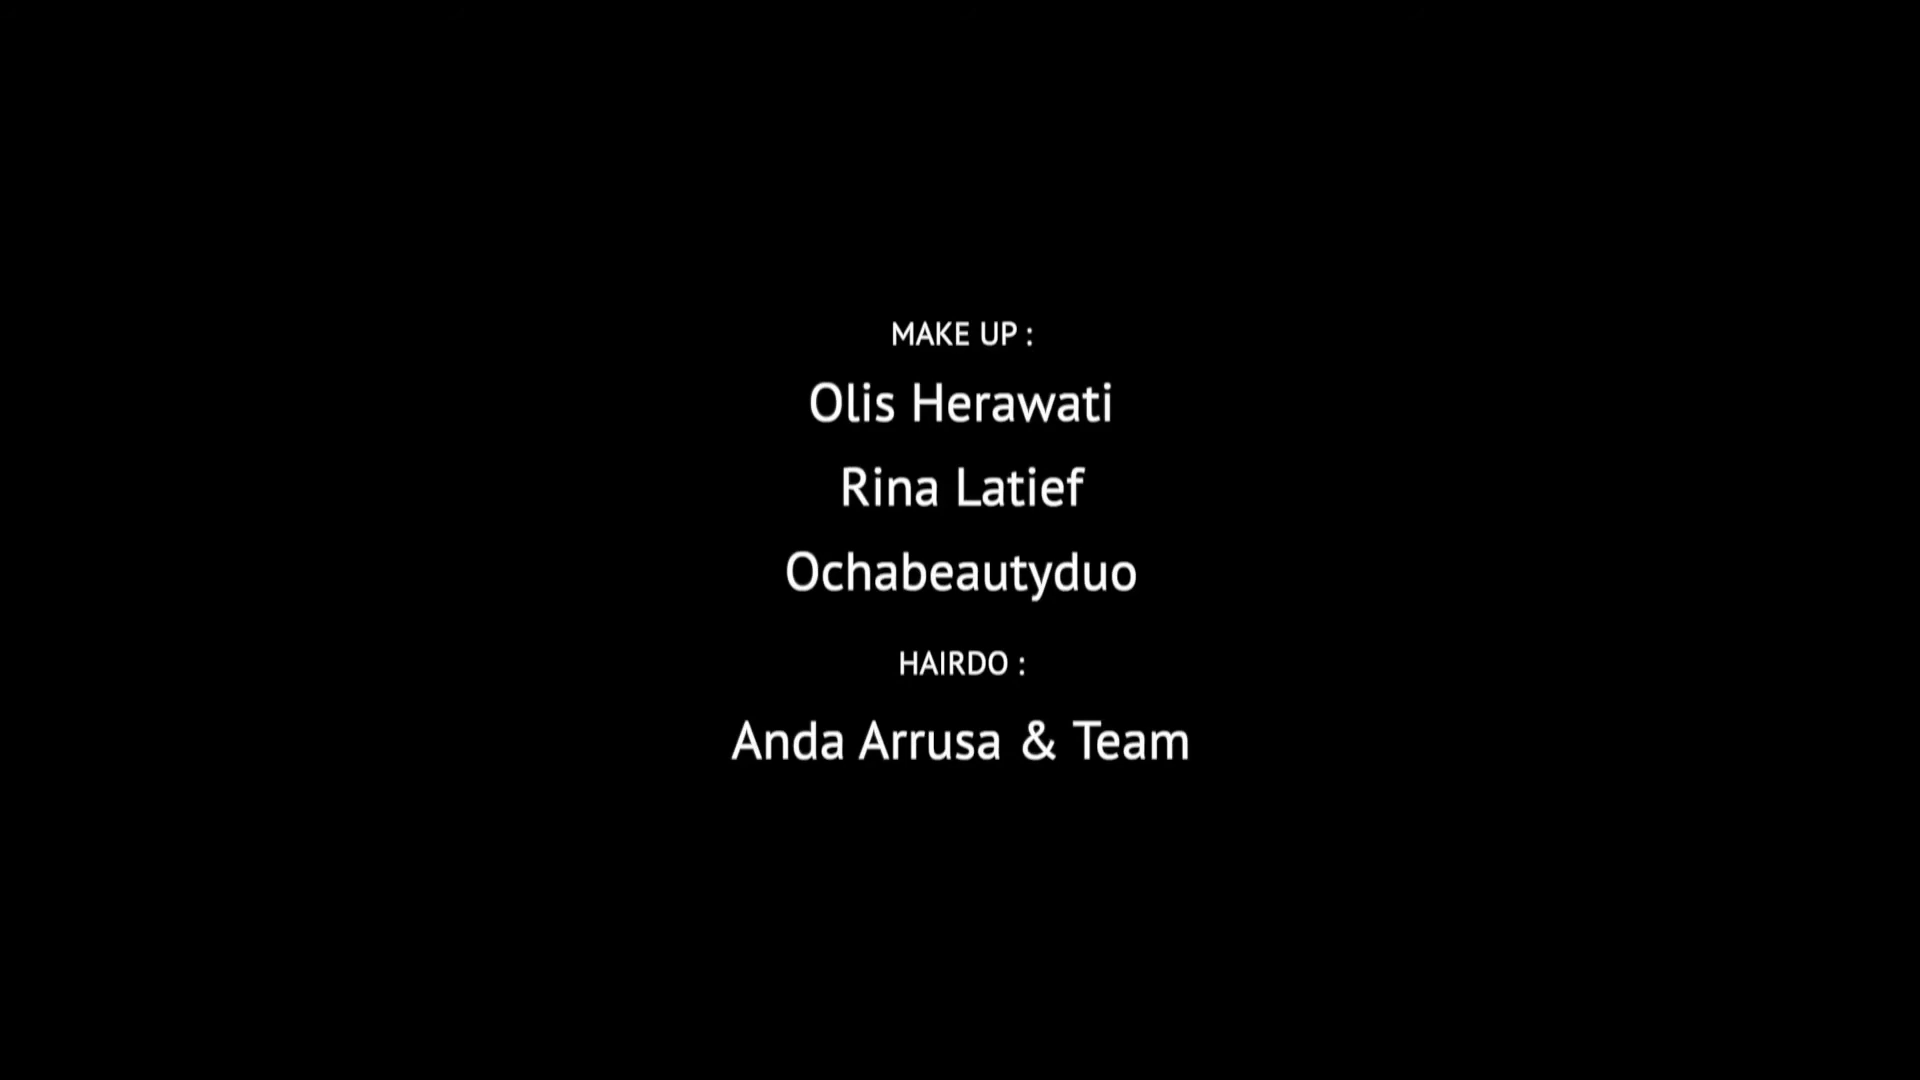 MAKE UP :
Olis Herawati
Rina Latief
Ochabeautyduo
HAIRDO :
Anda Arrusa & Team